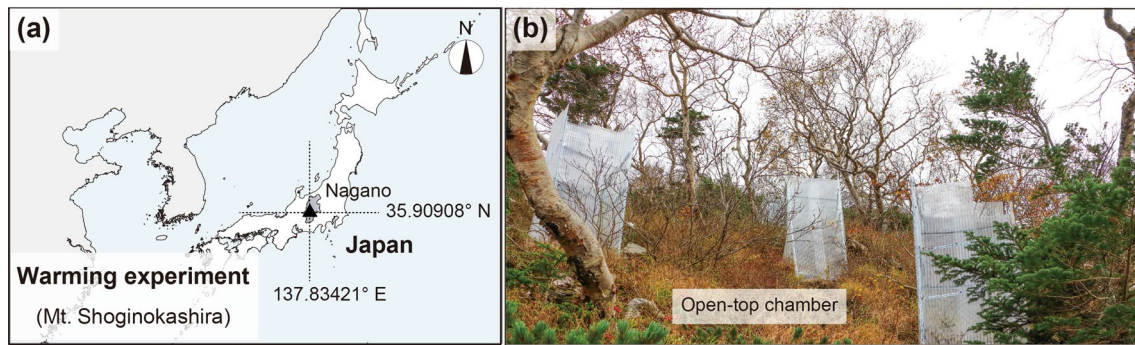 (a)
N
Nagano
35.90908° N
Japan
Warming experiment
(Mt. Shoginokashira)
137.83421° E
(b)
Open-top chamber